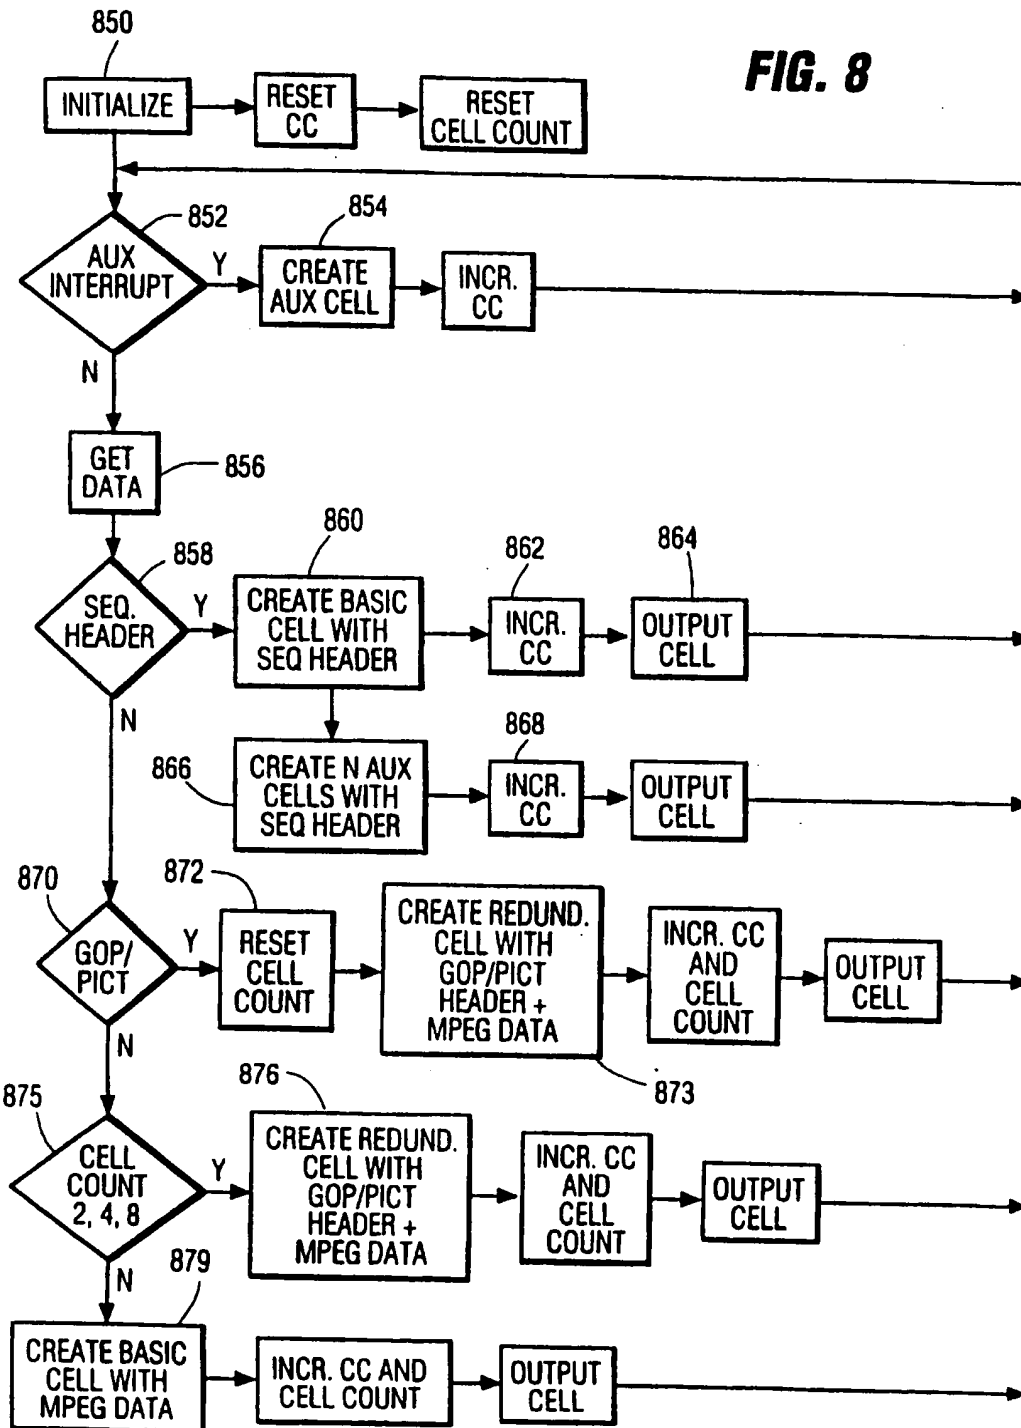 850
FIG. 8
INITIALIZE
RESET
CC
RESET
CELL COUNT
852
AUX
INTERRUPT
Y
N
854
CREATE
AUX CELL
INCR.
CC
GET
DATA
856
858
SEQ.
HEADER
Y
N
860
CREATE BASIC
CELL WITH
SEQ HEADER
862
INCR.
CC
864
OUTPUT
CELL
866
CREATE N AUX
CELLS WITH
SEQ HEADER
868
INCR.
CC
OUTPUT
CELL
870
GOP/
PICT
Y
N
872
RESET
CELL
COUNT
CREATE REDUND.
CELL WITH
GOP/PICT
HEADER +
MPEG DATA
873
INCR. CC
AND
CELL
COUNT
OUTPUT
CELL
875
CELL
COUNT
2, 4, 8
Y
N
876
CREATE REDUND.
CELL WITH
GOP/PICT
HEADER +
MPEG DATA
INCR. CC
AND
CELL
COUNT
OUTPUT
CELL
879
CREATE BASIC
CELL WITH
MPEG DATA
INCR. CC AND
CELL COUNT
OUTPUT
CELL